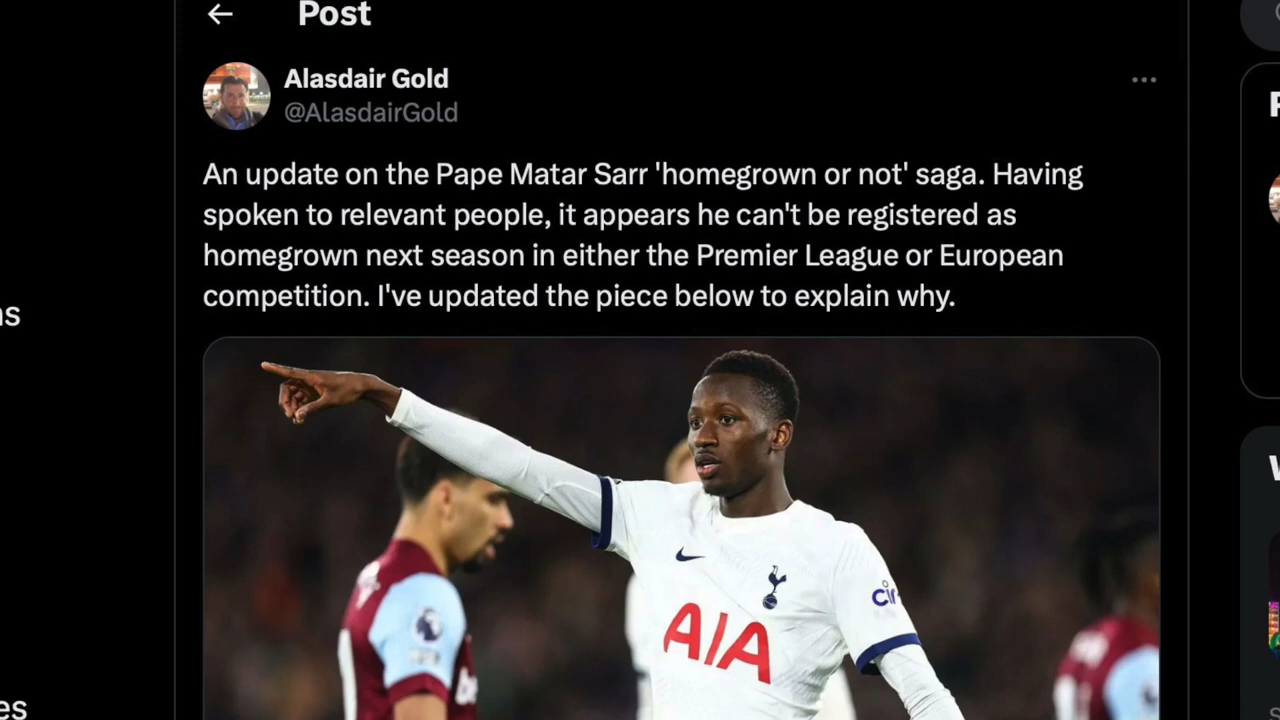 Post
Alasdair Gold
@AlasdairGold
An update on the Pape Matar Sarr 'homegrown or not' saga. Having
spoken to relevant people, it appears he can't be registered as
homegrown next season in either the Premier League or European
competition. I've updated the piece below to explain why.
AIA